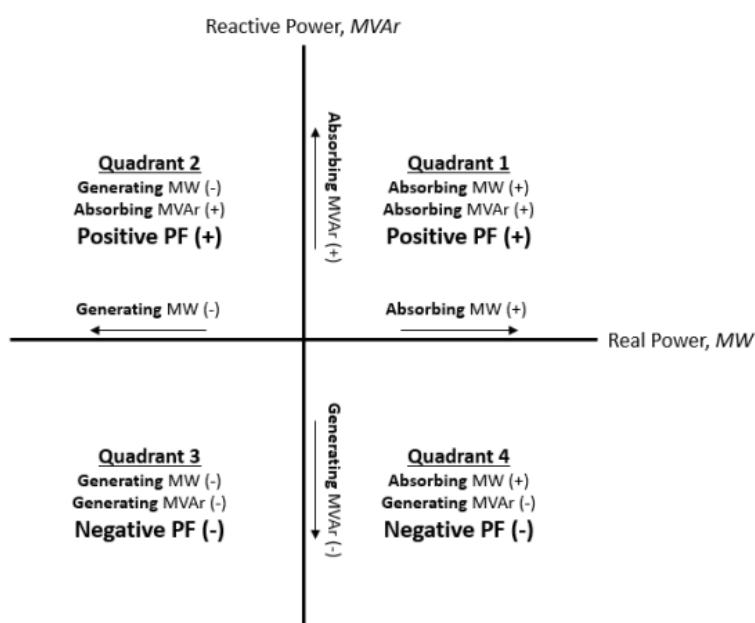 Reactive Power, MVAr
Absorbing MVAr (+)
Quadrant 2
Generating MW (-)
Absorbing MVAr (+)
Positive PF (+)
Quadrant 1
Absorbing MW (+)
Absorbing MVAr (+)
Positive PF (+)
Generating MW (-)
Absorbing MW (+)
Real Power, MW
Generating MVAr (-)
Quadrant 3
Generating MW (-)
Generating MVAr (-)
Negative PF (-)
Quadrant 4
Absorbing MW (+)
Generating MVAr (-)
Negative PF (-)